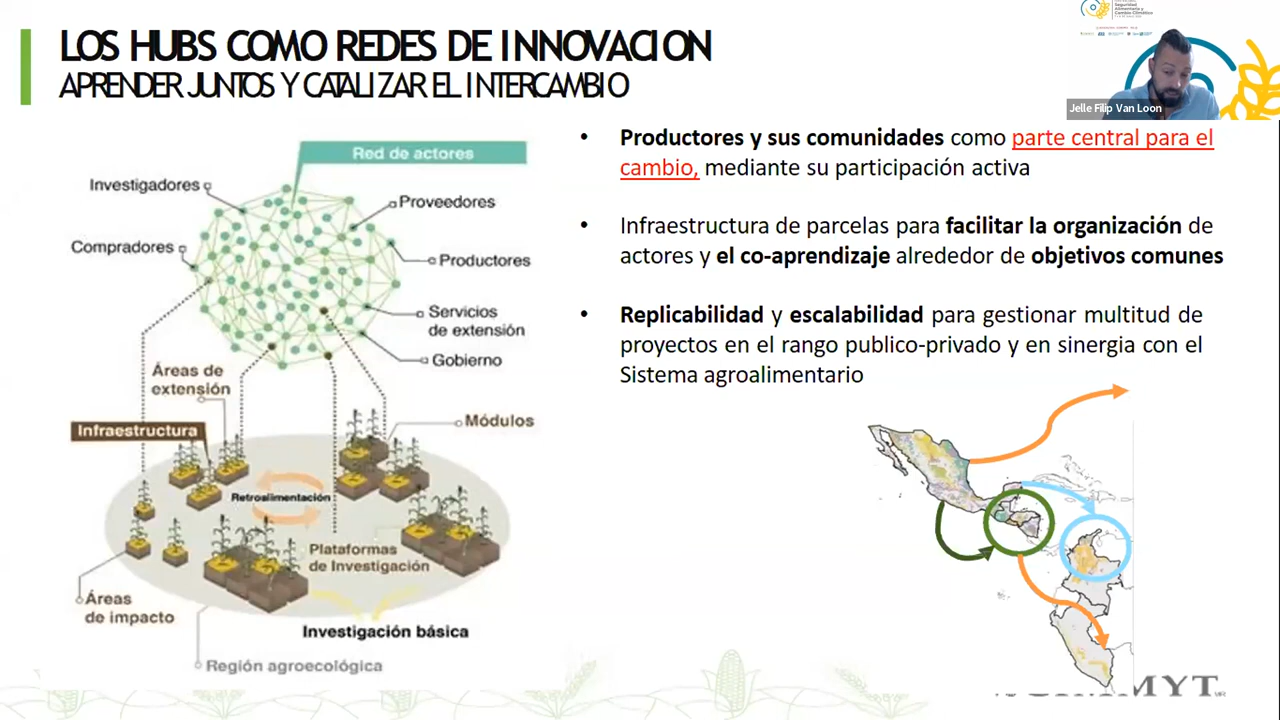 LOS HUBS COMO REDES DE INNOVACION
APRENDER JUNTOS Y CATALIZAR EL INTERCAMBIO
Seguridad
Alimentaria y
Cambio Climático
Jelle Filip Van Loon
Red de actores
Investigadores
Proveedores
Compradores
Productores
Servicios
de extensión
Gobierno
Áreas de
extensión
Módulos
Infraestructura
Retroalimentación
Plataformas
de Investigación
Áreas
de impacto
Investigación básica
Región agroecológica
• Productores y sus comunidades como parte central para el
cambio, mediante su participación activa
• Infraestructura de parcelas para facilitar la organización de
actores y el co-aprendizaje alrededor de objetivos comunes
• Replicabilidad y escalabilidad para gestionar multitud de
proyectos en el rango publico-privado y en sinergia con el
Sistema agroalimentario